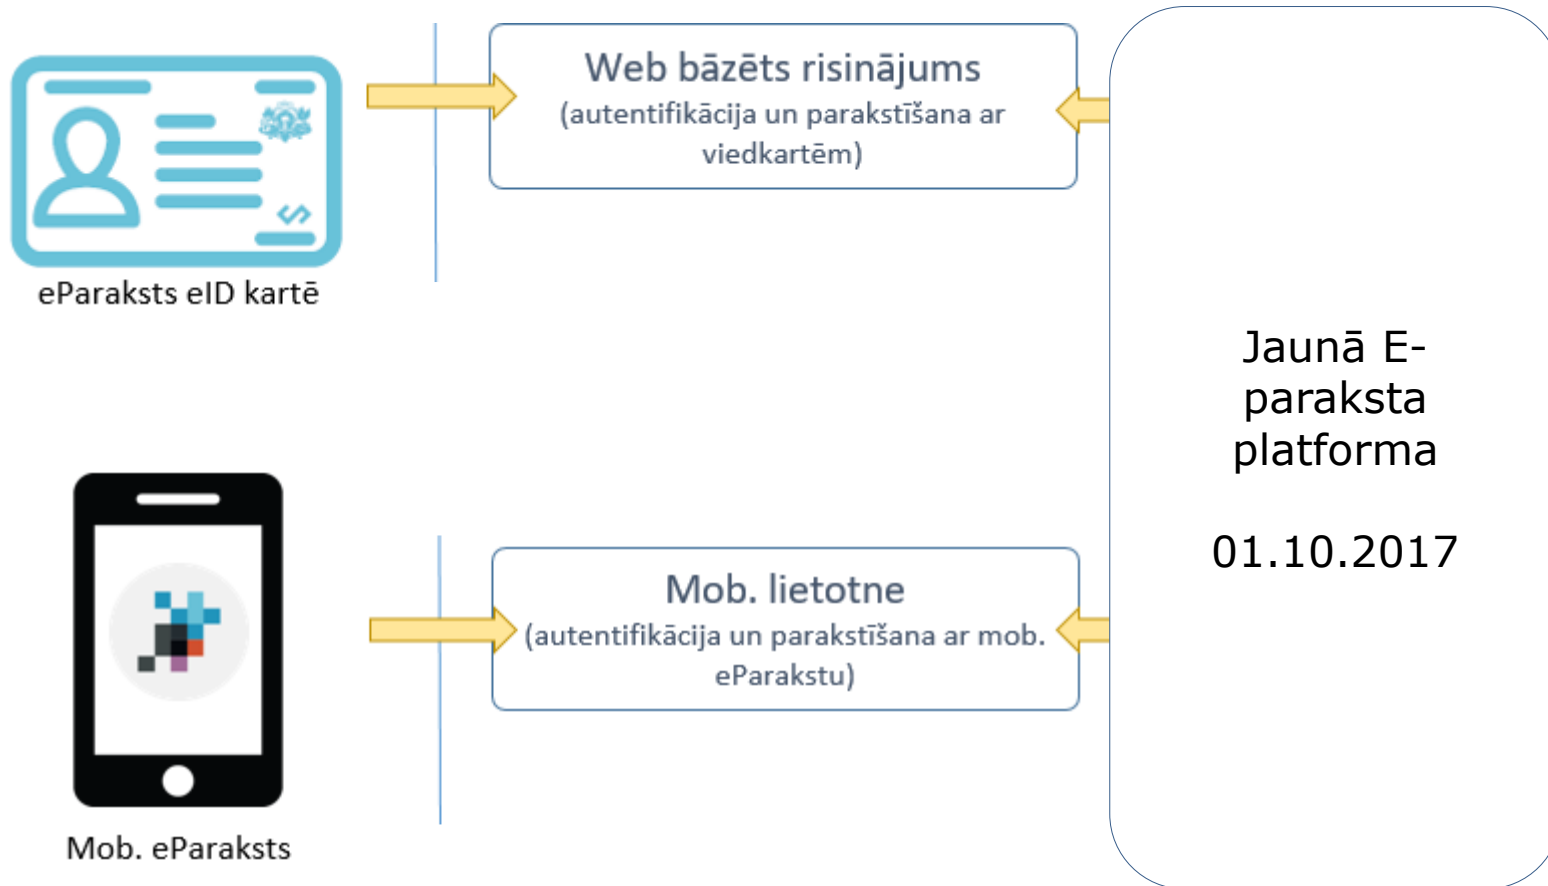 Web bāzēts risinājums
(autentifikācija un parakstīšana ar
viedkartēm)
eParaksts eID kartē
Jaunā E-
paraksta
platforma
01.10.2017
Mob. lietotne
(autentifikācija un parakstīšana ar mob.
eParakstu)
Mob. eParaksts